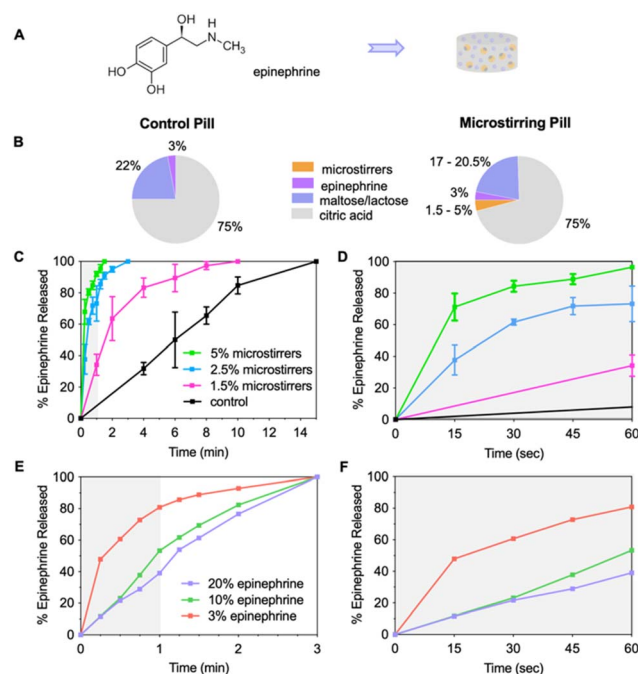 A
OH
H
N
CH₃
HO
OH
epinephrine
Control Pill
Microstirring Pill
B
3%
22%
75%
microstirrers
epinephrine
maltose/lactose
citric acid
17 - 20.5%
3%
1.5 - 5%
75%
C
% Epinephrine Released
100
80
60
40
20
0
5% microstirrers
2.5% microstirrers
1.5% microstirrers
control
0 2 4 6 8 10 12 14
Time (min)
D
% Epinephrine Released
100
80
60
40
20
0
0 15 30 45 60
Time (sec)
E
% Epinephrine Released
100
80
60
40
20
0
20% epinephrine
10% epinephrine
3% epinephrine
0 1 2 3
Time (min)
F
% Epinephrine Released
100
80
60
40
20
0
0 15 30 45 60
Time (sec)